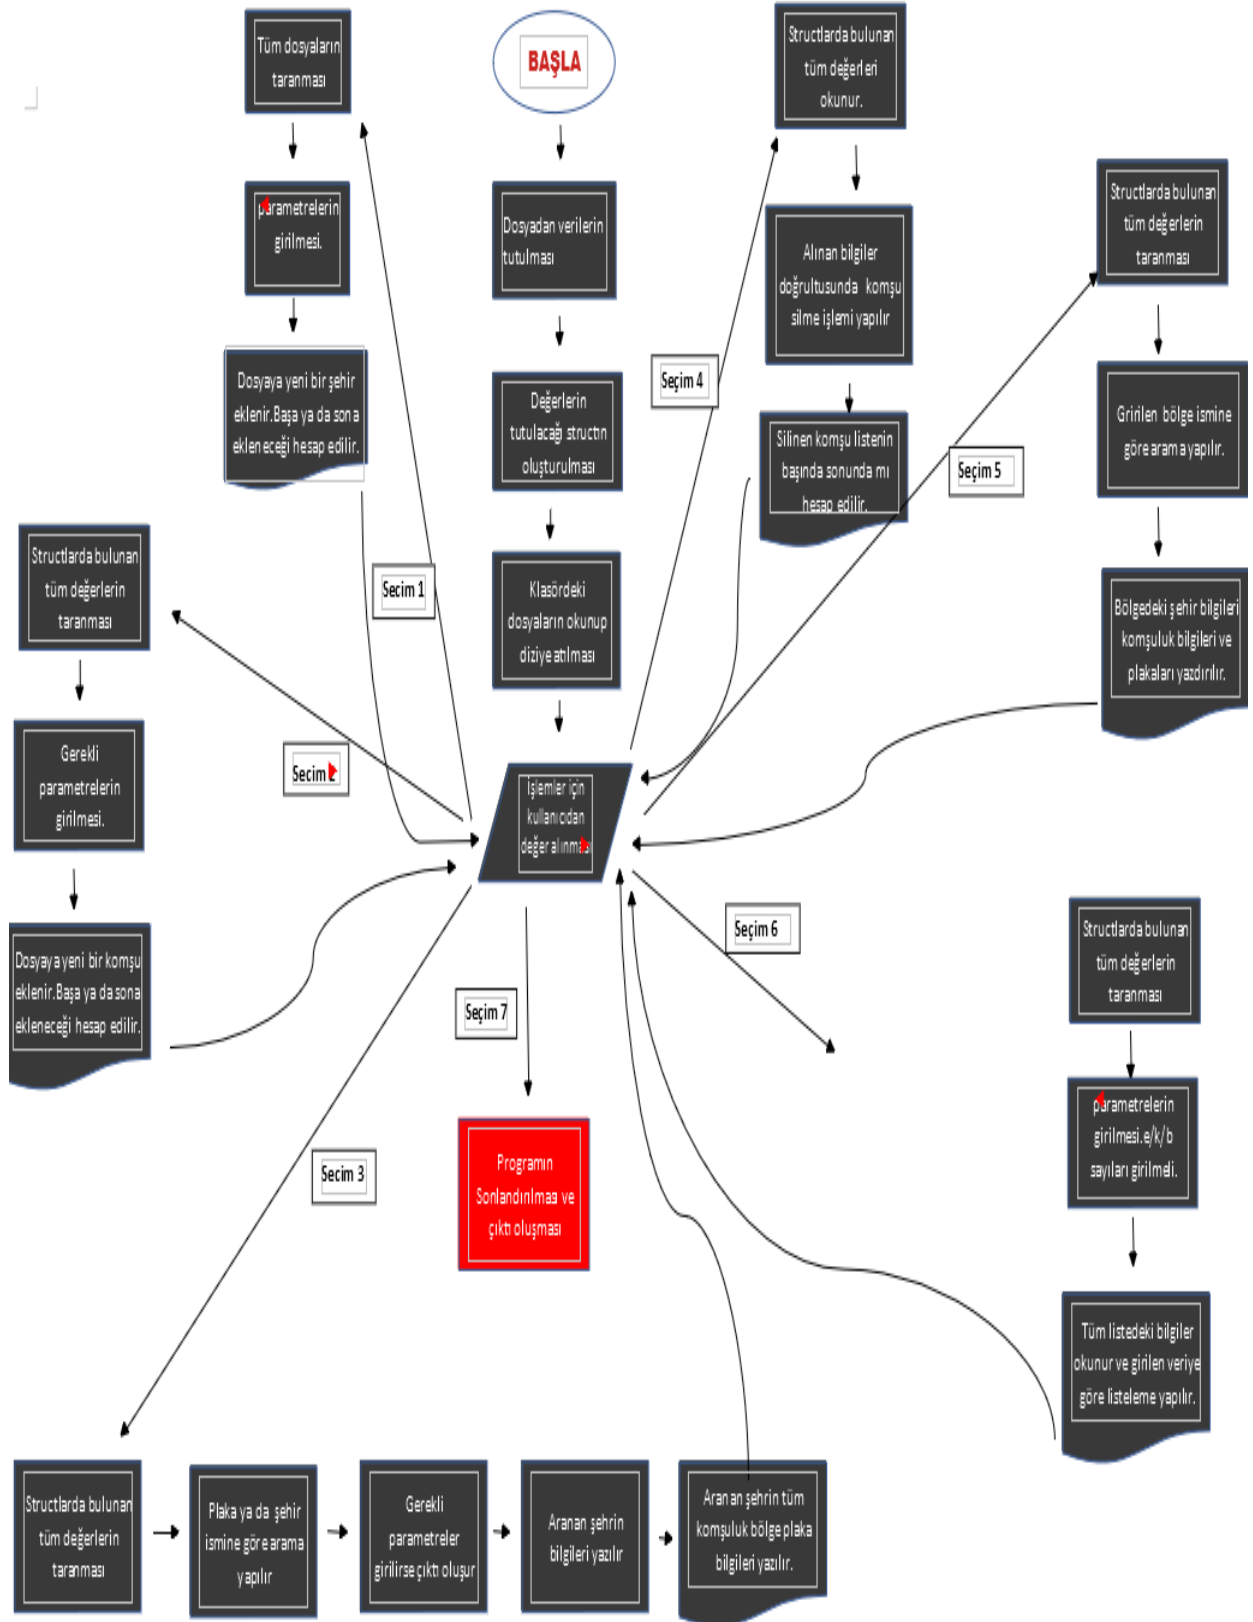 BAŞLA
Dosyadan verilerin
tutulması
Değerlerin
tutulacağı structın
oluşturulması
Klasördeki
dosyaların okunup
diziye atılması
işlemler için
kullanıcıdan
değer alınması
Secim 1
Tüm dosyaların
taranması
parametrelerin
girilmesi.
Dosyaya yeni bir şehir
eklenir.Başa ya da sona
ekleneceği hesap edilir.
Secim
Structlarda bulunan
tüm değerlerin
taranması
Gerekli
parametrelerin
girilmesi.
Dosyaya yeni bir komşu
eklenir.Başa ya da sona
ekleneceği hesap edilir.
Secim 3
Structlarda bulunan
tüm değerlerin
taranması
Plaka ya da şehir
ismine göre arama
yapılır
Gerekli
parametreler
girilirse çıktı oluşur
Aranan şehrin
bilgileri yazılır
Aranan şehrin tüm
komşuluk bölge plaka
bilgileri yazılır.
Seçim 4
Structlarda bulunan
tüm değerleri
okunur.
Alınan bilgiler
doğrultusunda komşu
silme işlemi yapılır
Silinen komşu listenin
başında sonunda mı
hesap edilir.
Seçim 5
Structlarda bulunan
tüm değerlerin
taranması
Gririlen bölge ismine
göre arama yapılır.
Bölgedeki şehir bilgileri
komşuluk bilgileri ve
plakaları yazdırılır.
Seçim 6
Structlarda bulunan
tüm değerlerin
taranması
parametrelerin
girilmesi.e/k/b
sayıları girilmeli.
Tüm listedeki bilgiler
okunur ve girilen veriye
göre listeleme yapılır.
Seçim 7
Programın
Sonlandırılması ve
çıktı oluşması